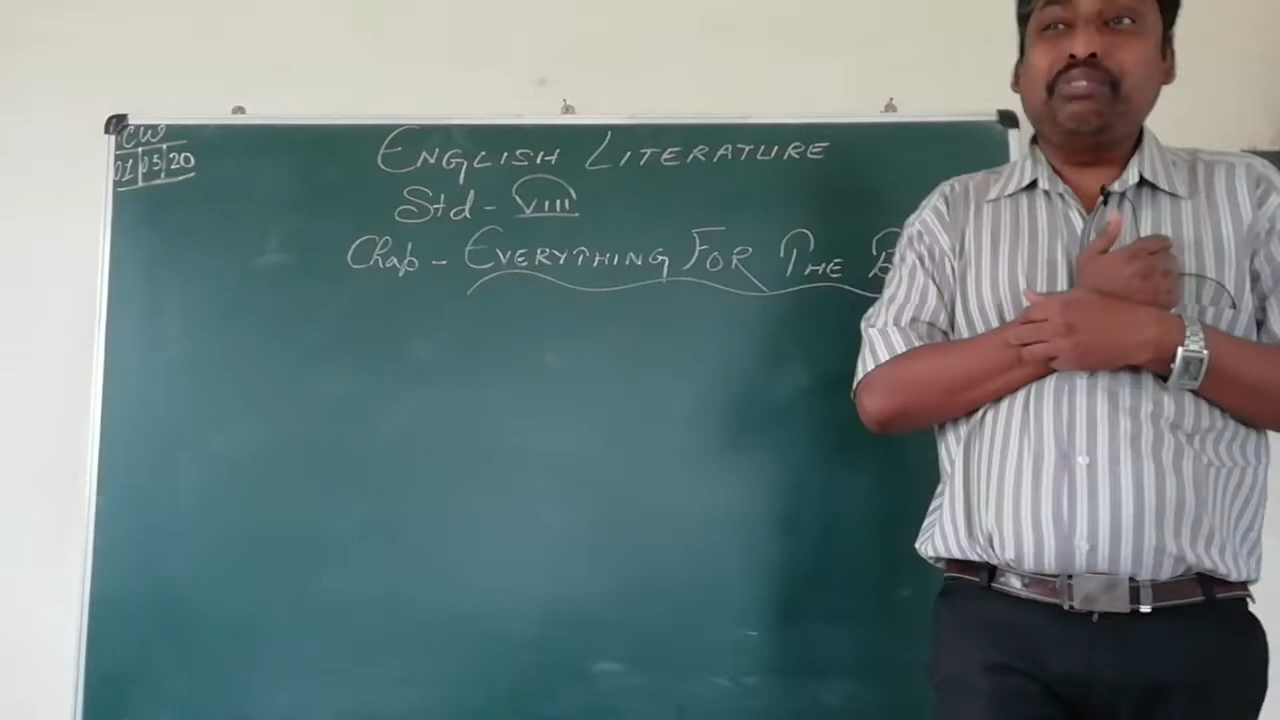 CW
01 05 20
ENGLISH LITERATURE
Std - VIII
Chap - EVERYTHING FOR THE